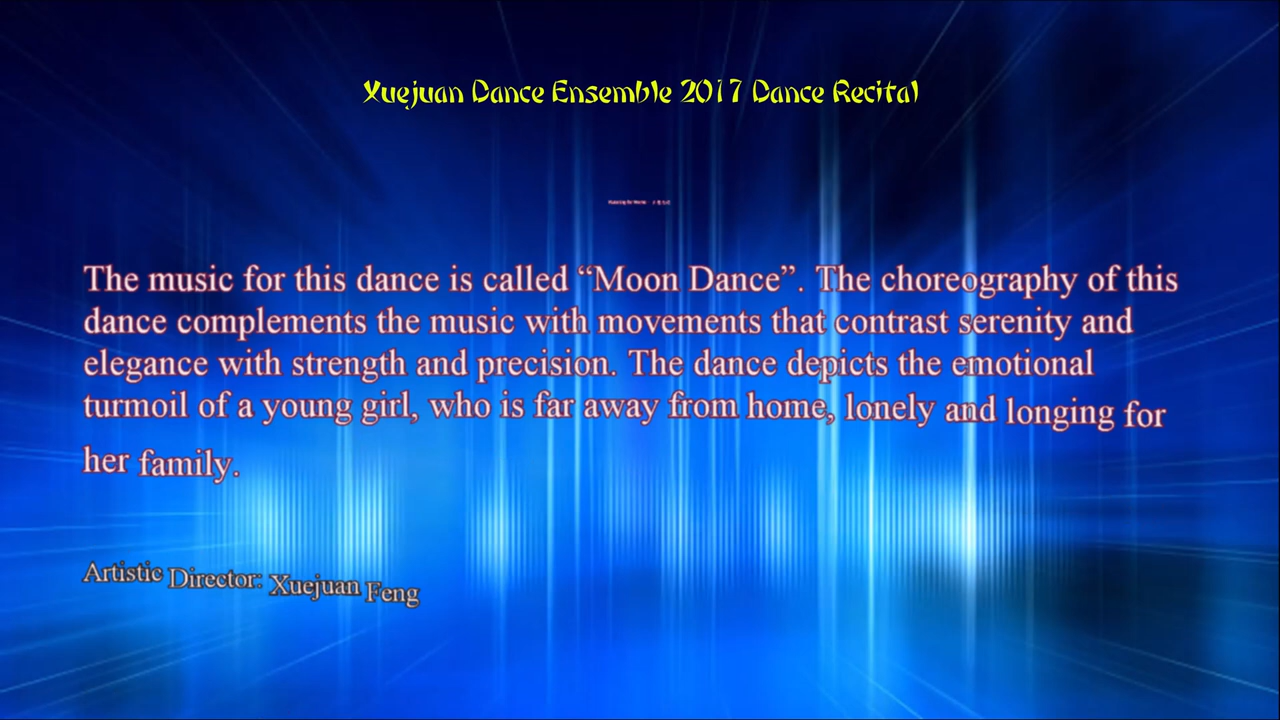 Xuejuan Dance Ensemble 2017 Dance Recital
The music for this dance is called “Moon Dance”. The choreography of this
dance complements the music with movements that contrast serenity and
elegance with strength and precision. The dance depicts the emotional
turmoil of a young girl, who is far away from home, lonely and longing for
her family.
Artistic Director: Xuejuan Feng